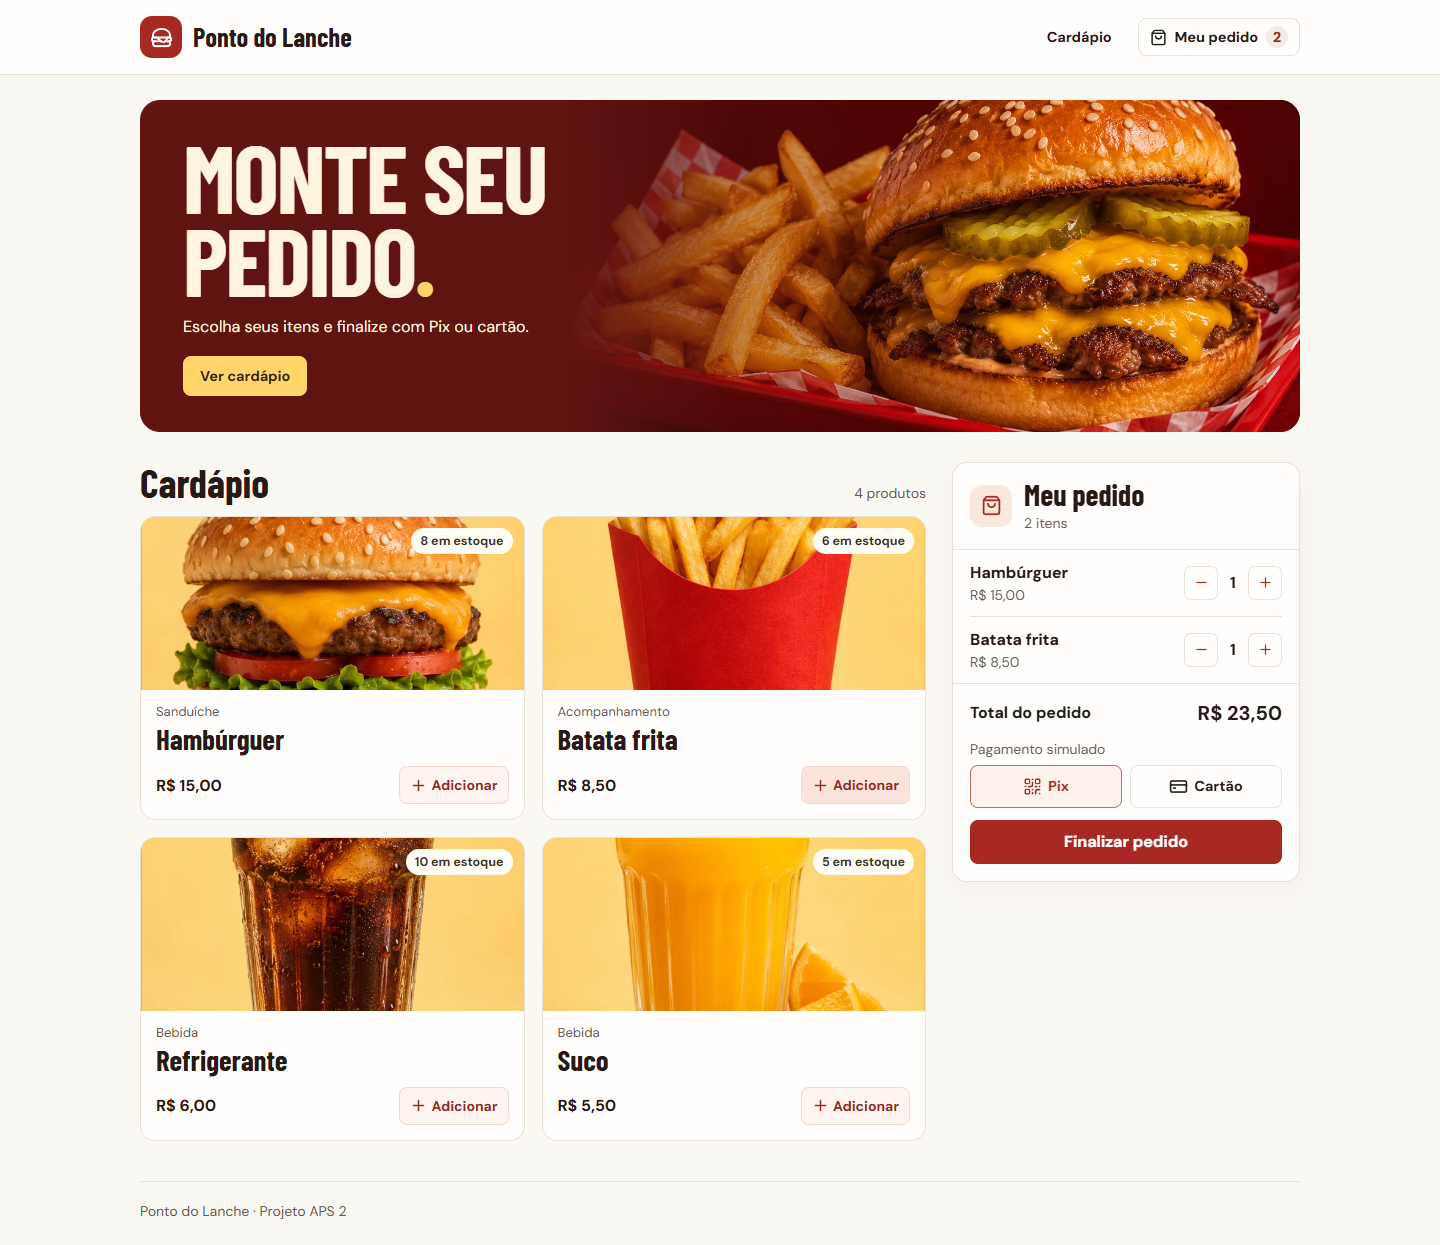 Ponto do Lanche
Cardápio
Meu pedido 2
MONTE SEU
PEDIDO.
Escolha seus itens e finalize com Pix ou cartão.
Ver cardápio
Cardápio
4 produtos
8 em estoque
Sanduíche
Hambúrguer
R$ 15,00
+ Adicionar
6 em estoque
Acompanhamento
Batata frita
R$ 8,50
+ Adicionar
10 em estoque
Bebida
Refrigerante
R$ 6,00
+ Adicionar
5 em estoque
Bebida
Suco
R$ 5,50
+ Adicionar
Meu pedido
2 itens
Hambúrguer
R$ 15,00
− 1 +
Batata frita
R$ 8,50
− 1 +
Total do pedido R$ 23,50
Pagamento simulado
Pix
Cartão
Finalizar pedido
Ponto do Lanche · Projeto APS 2